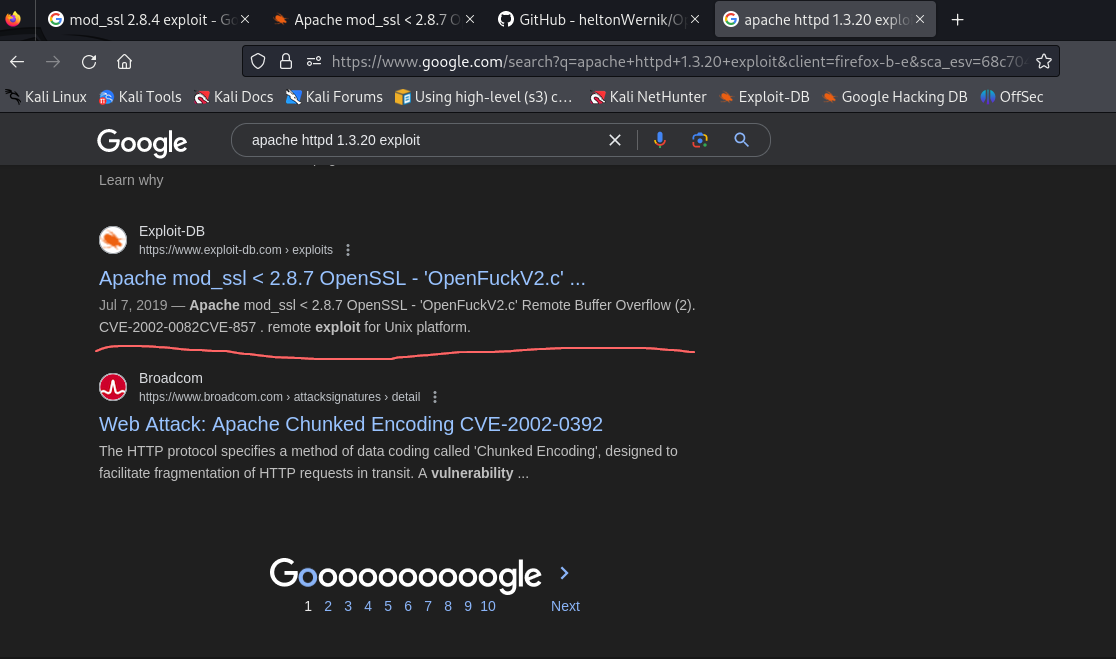 mod_ssl 2.8.4 exploit - Go
Apache mod_ssl < 2.8.7 O
GitHub - heltonWernik/Op
apache httpd 1.3.20 explo
https://www.google.com/search?q=apache+httpd+1.3.20+exploit&client=firefox-b-e&sca_esv=68c704
Kali Linux
Kali Tools
Kali Docs
Kali Forums
Using high-level (s3) c…
Kali NetHunter
Exploit-DB
Google Hacking DB
OffSec
Google
apache httpd 1.3.20 exploit
Learn why
Exploit-DB
https://www.exploit-db.com › exploits
Apache mod_ssl < 2.8.7 OpenSSL - 'OpenFuckV2.c' ...
Jul 7, 2019 — Apache mod_ssl < 2.8.7 OpenSSL - 'OpenFuckV2.c' Remote Buffer Overflow (2).
CVE-2002-0082CVE-857 . remote exploit for Unix platform.
Broadcom
https://www.broadcom.com › attacksignatures › detail
Web Attack: Apache Chunked Encoding CVE-2002-0392
The HTTP protocol specifies a method of data coding called 'Chunked Encoding', designed to
facilitate fragmentation of HTTP requests in transit. A vulnerability ...
Goooooooooogle
1 2 3 4 5 6 7 8 9 10 Next